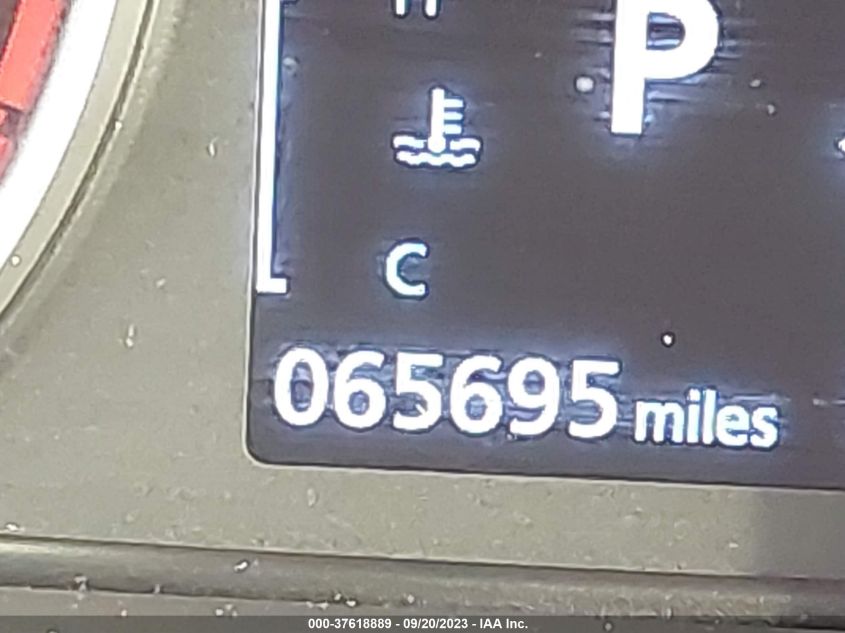 P
C
065695 miles
000-37618889 - 09/20/2023 - IAA Inc.